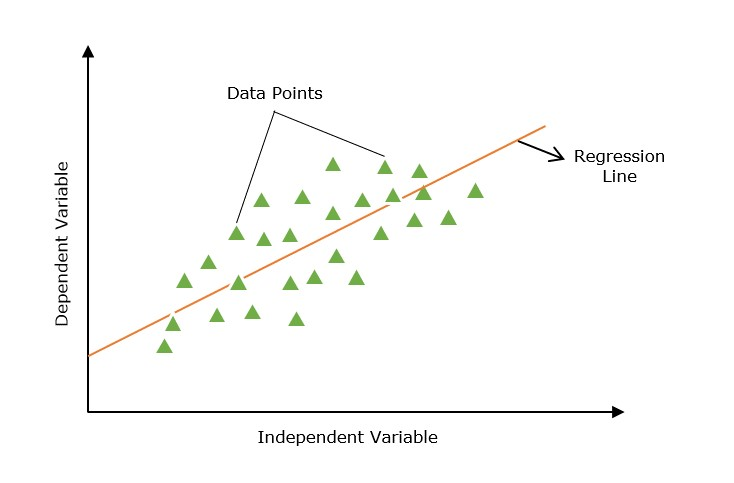 Data Points
Regression
Line
Dependent Variable
Independent Variable